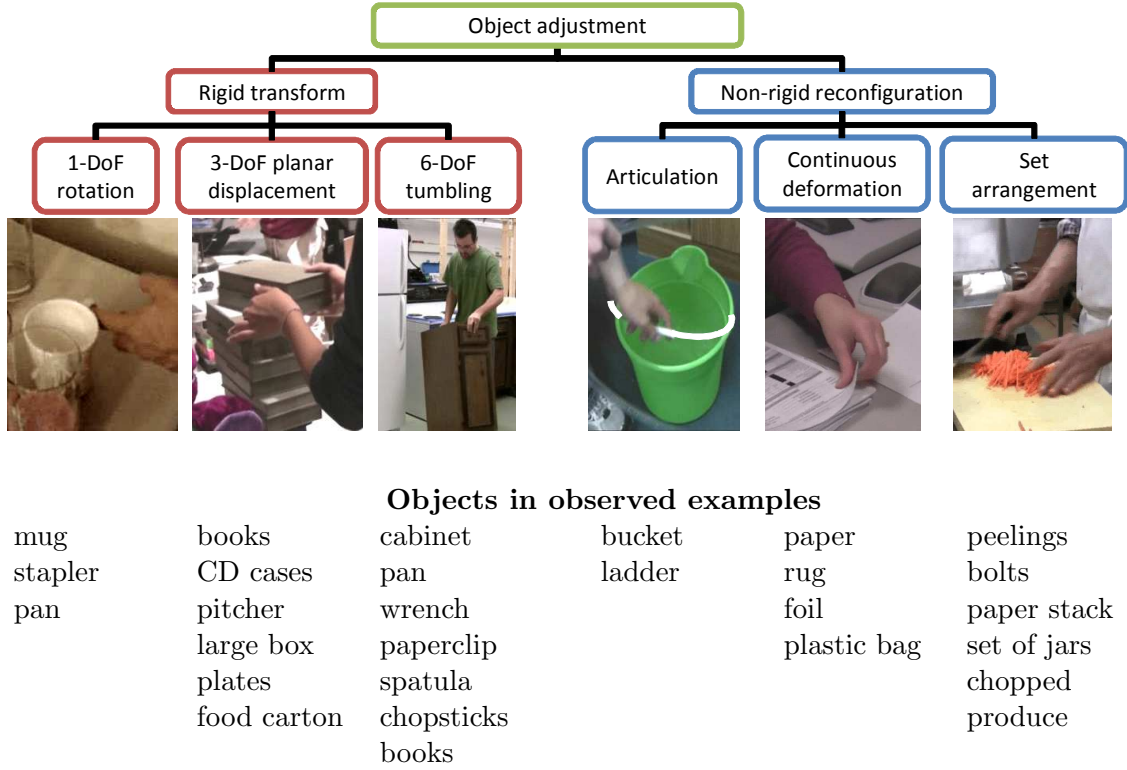 Object adjustment
Rigid transform
Non-rigid reconfiguration
1-DoF
rotation
3-DoF planar
displacement
6-DoF
tumbling
Articulation
Continuous
deformation
Set
arrangement
Objects in observed examples
mug
stapler
pan
books
CD cases
pitcher
large box
plates
food carton
cabinet
pan
wrench
paperclip
spatula
chopsticks
books
bucket
ladder
paper
rug
foil
plastic bag
peelings
bolts
paper stack
set of jars
chopped
produce